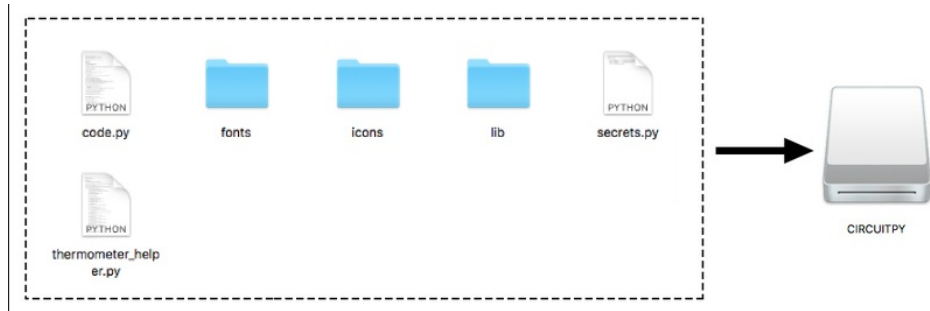 PYTHON
code.py
fonts
icons
lib
PYTHON
secrets.py
PYTHON
thermometer_help
er.py
CIRCUITPY